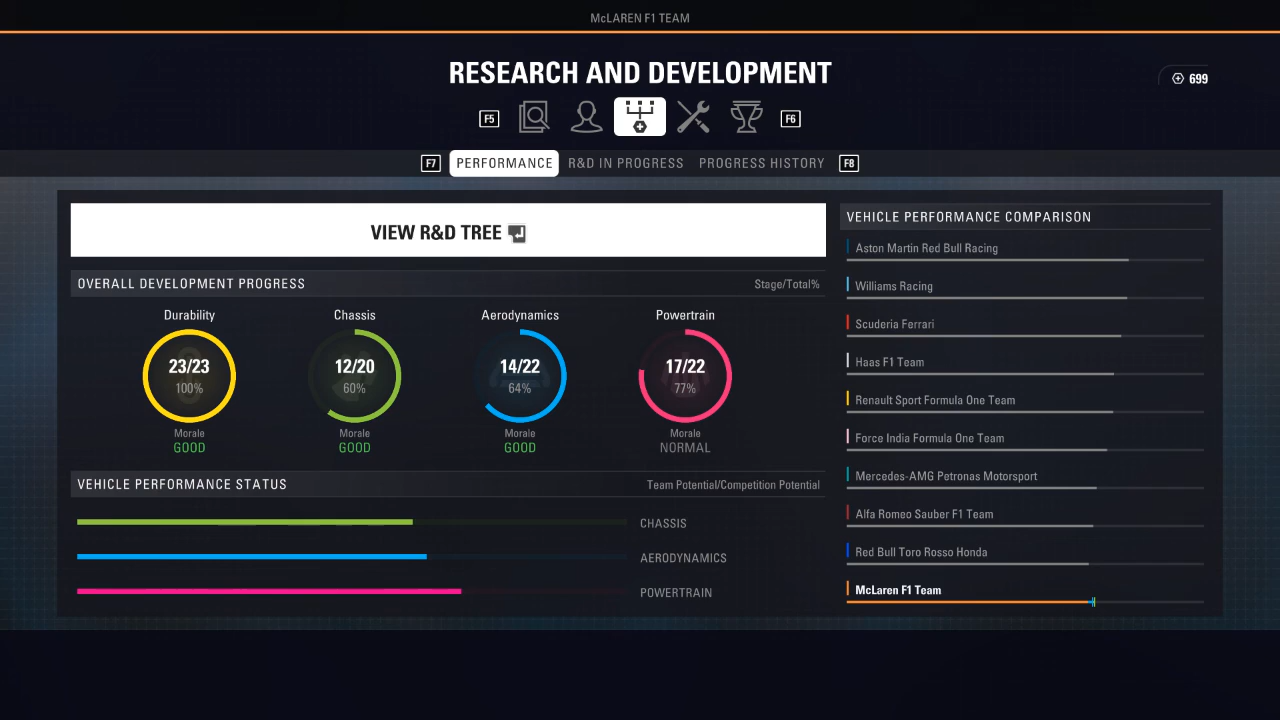 McLAREN F1 TEAM
RESEARCH AND DEVELOPMENT
699
F5
F6
F7 PERFORMANCE R&D IN PROGRESS PROGRESS HISTORY F8
VIEW R&D TREE
OVERALL DEVELOPMENT PROGRESS Stage/Total%
Durability Chassis Aerodynamics Powertrain
23/23 12/20 14/22 17/22
100% 60% 64% 77%
Morale Morale Morale Morale
GOOD GOOD GOOD NORMAL
VEHICLE PERFORMANCE STATUS Team Potential/Competition Potential
CHASSIS
AERODYNAMICS
POWERTRAIN
VEHICLE PERFORMANCE COMPARISON
Aston Martin Red Bull Racing
Williams Racing
Scuderia Ferrari
Haas F1 Team
Renault Sport Formula One Team
Force India Formula One Team
Mercedes-AMG Petronas Motorsport
Alfa Romeo Sauber F1 Team
Red Bull Toro Rosso Honda
McLaren F1 Team